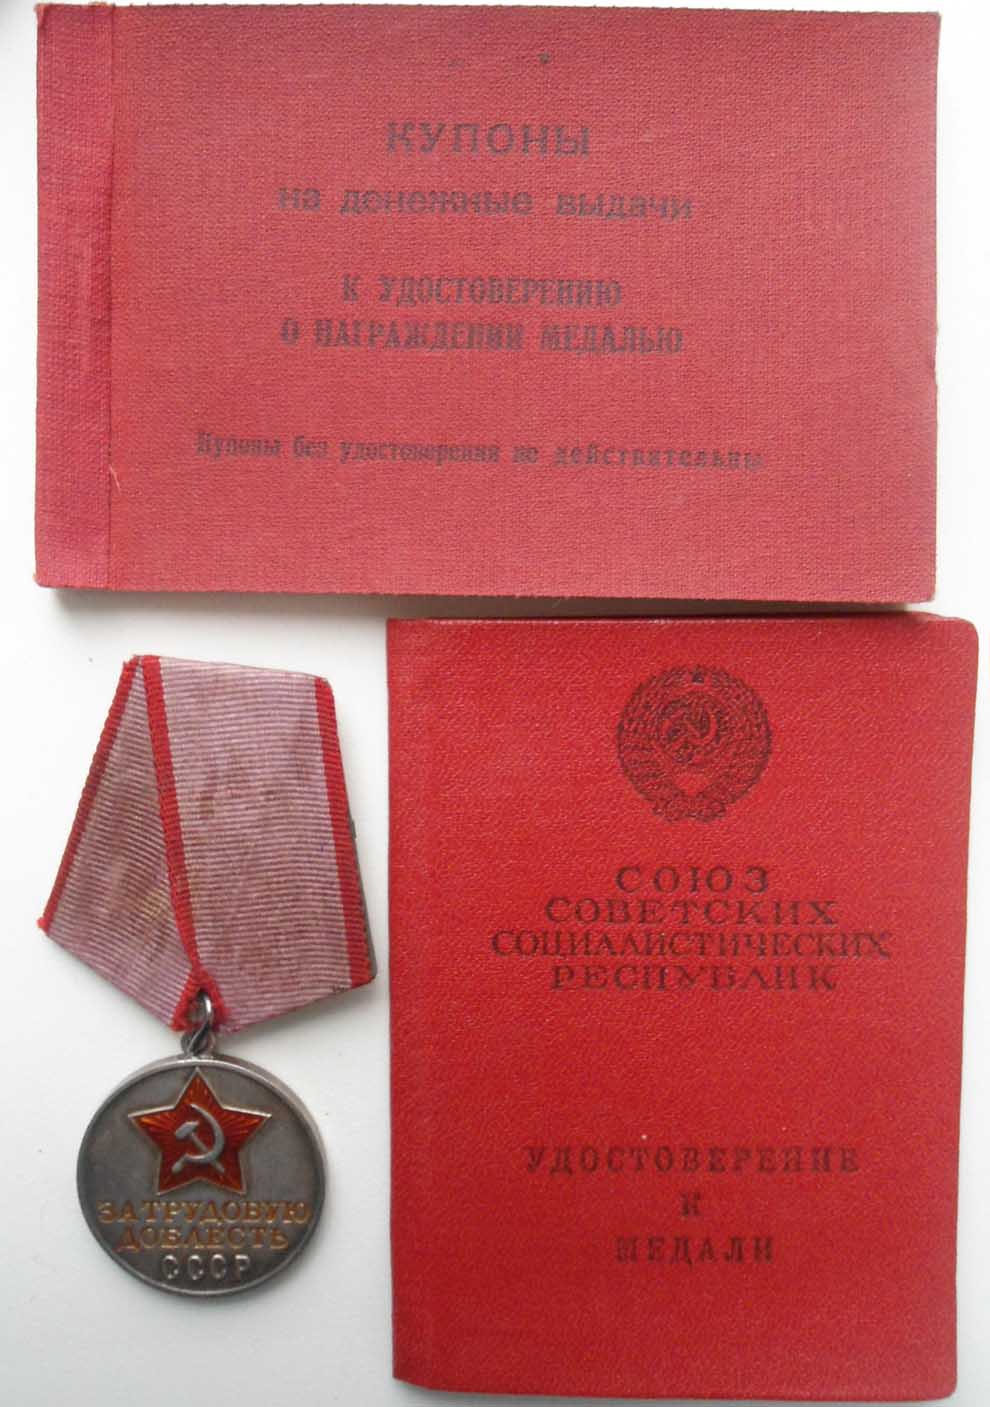 КУПОНЫ
на денежные выдачи
К УДОСТОВЕРЕНИЮ
О НАГРАЖДЕНИИ МЕДАЛЬЮ
Купоны без удостоверения не действительны
СОЮЗ
СОВЕТСКИХ
СОЦИАЛИСТИЧЕСКИХ
РЕСПУБЛИК
УДОСТОВЕРЕНИЕ
К
МЕДАЛИ
ЗА ТРУДОВУЮ
ДОБЛЕСТЬ
СССР